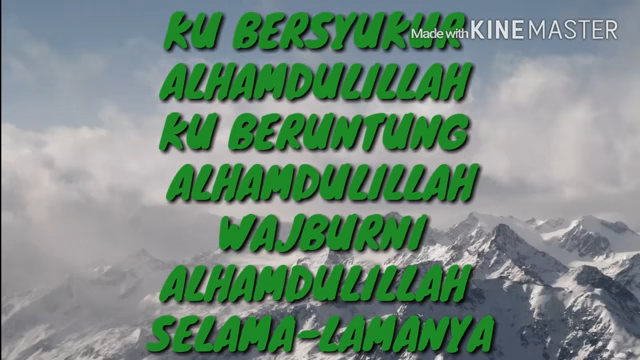 Made with KINEMASTER
KU BERSYUKUR
ALHAMDULILLAH
KU BERUNTUNG
ALHAMDULILLAH
WAJBURNI
ALHAMDULILLAH
SELAMA-LAMANYA